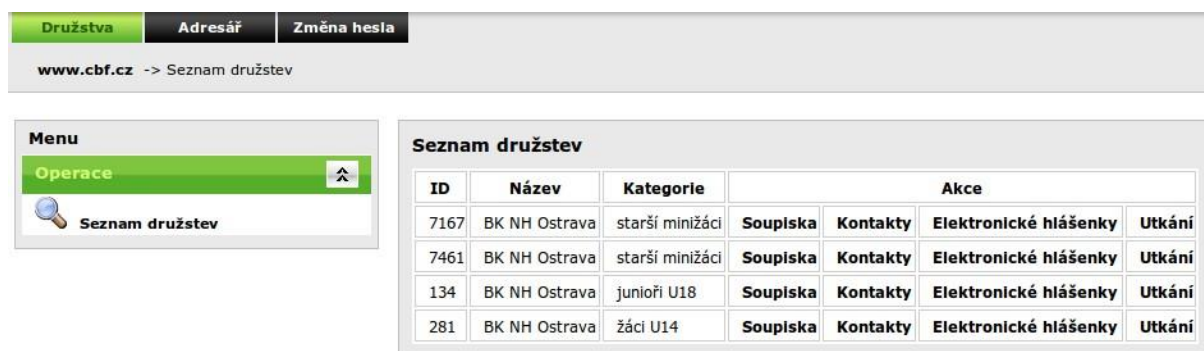 Družstva Adresář Změna hesla
www.cbf.cz -> Seznam družstev
Menu
Operace
Seznam družstev
Seznam družstev
ID Název Kategorie Akce
7167 BK NH Ostrava starší minižáci Soupiska Kontakty Elektronické hlášenky Utkání
7461 BK NH Ostrava starší minižáci Soupiska Kontakty Elektronické hlášenky Utkání
134 BK NH Ostrava junioři U18 Soupiska Kontakty Elektronické hlášenky Utkání
281 BK NH Ostrava žáci U14 Soupiska Kontakty Elektronické hlášenky Utkání